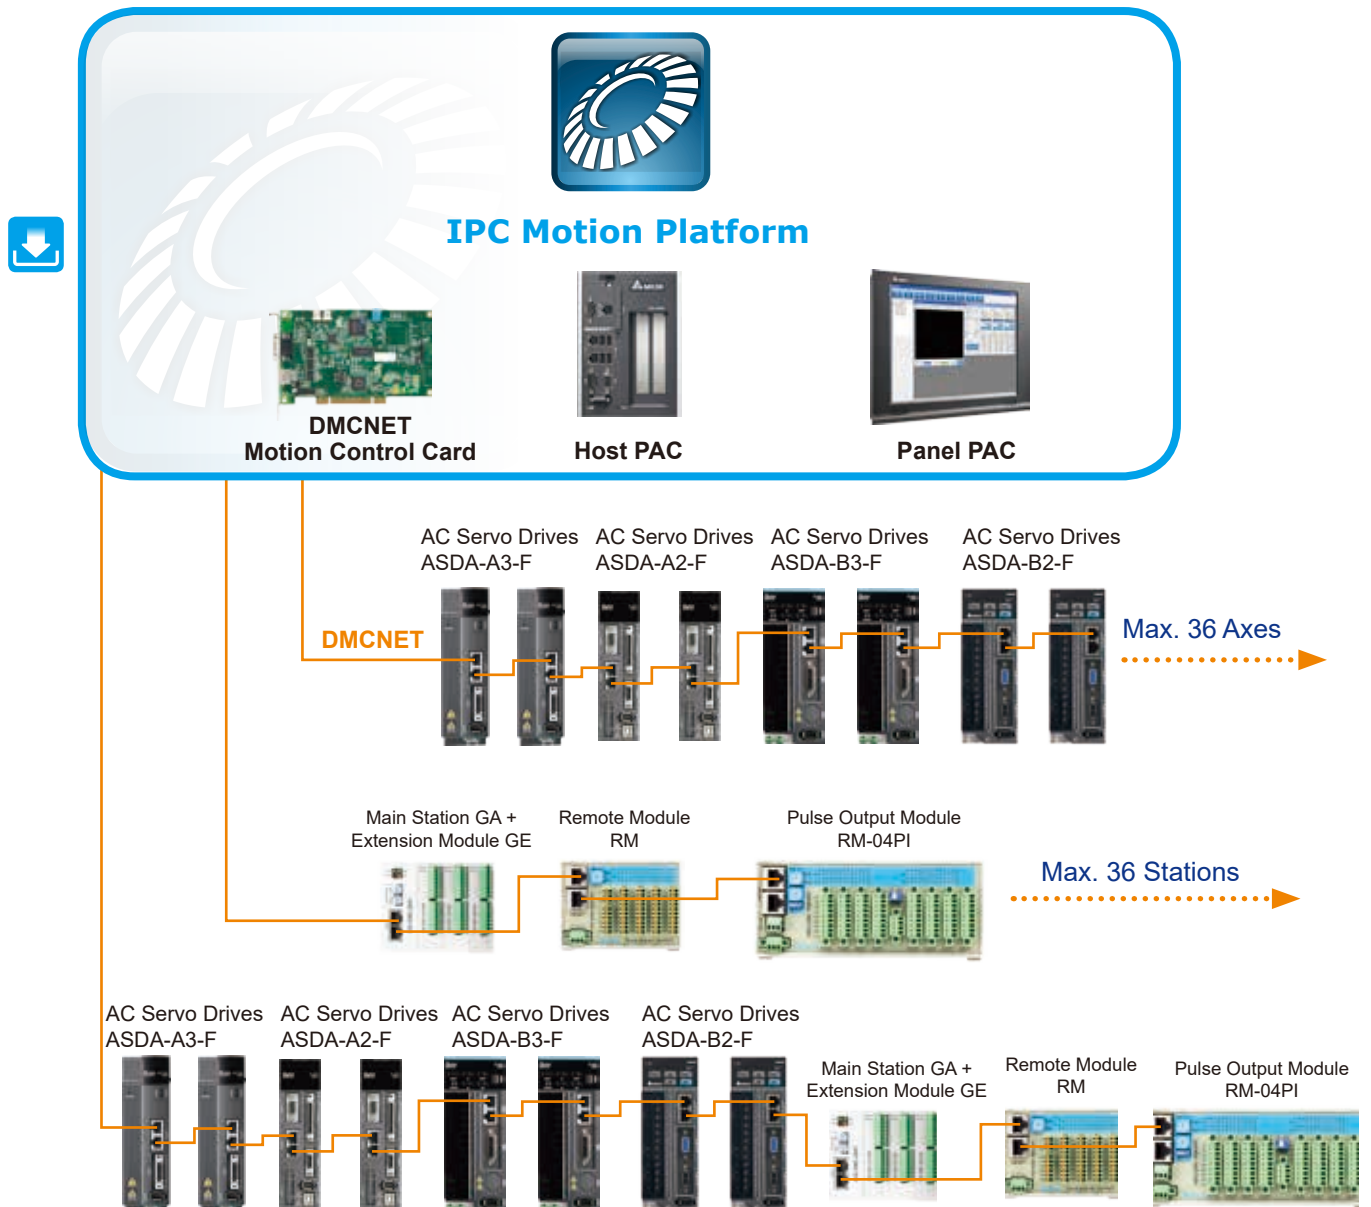 IPC Motion Platform
DMCNET
Motion Control Card
Host PAC
Panel PAC
AC Servo Drives
ASDA-A3-F
AC Servo Drives
ASDA-A2-F
AC Servo Drives
ASDA-B3-F
AC Servo Drives
ASDA-B2-F
DMCNET
Max. 36 Axes
Main Station GA +
Extension Module GE
Remote Module
RM
Pulse Output Module
RM-04PI
Max. 36 Stations
AC Servo Drives
ASDA-A3-F
AC Servo Drives
ASDA-A2-F
AC Servo Drives
ASDA-B3-F
AC Servo Drives
ASDA-B2-F
Main Station GA +
Extension Module GE
Remote Module
RM
Pulse Output Module
RM-04PI